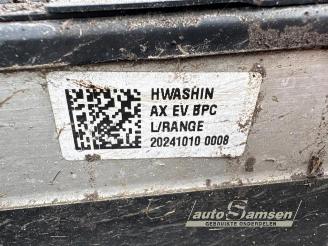 HWASHIN
AX EV BPC
L/RANGE
20241010 0008
autoSamsen
GEBRUIKTE ONDERDELEN